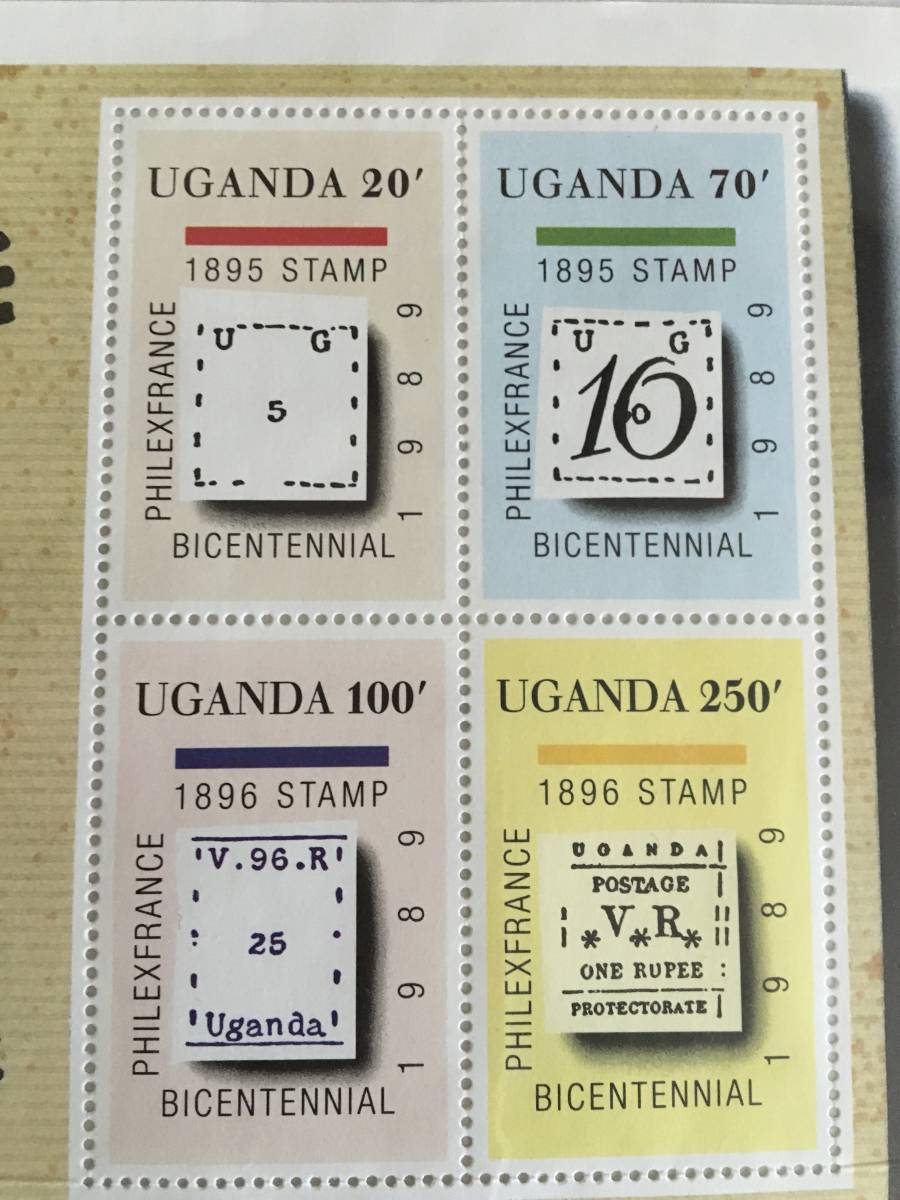 UGANDA 20′
1895 STAMP
PHILEXFRANCE
U G
5
1989
BICENTENNIAL
UGANDA 70′
1895 STAMP
PHILEXFRANCE
U G
10
1989
BICENTENNIAL
UGANDA 100′
1896 STAMP
PHILEXFRANCE
'V.96.R'
25
'Uganda'
1989
BICENTENNIAL
UGANDA 250′
1896 STAMP
PHILEXFRANCE
UGANDA
POSTAGE
*V*R*
ONE RUPEE :
PROTECTORATE
1989
BICENTENNIAL